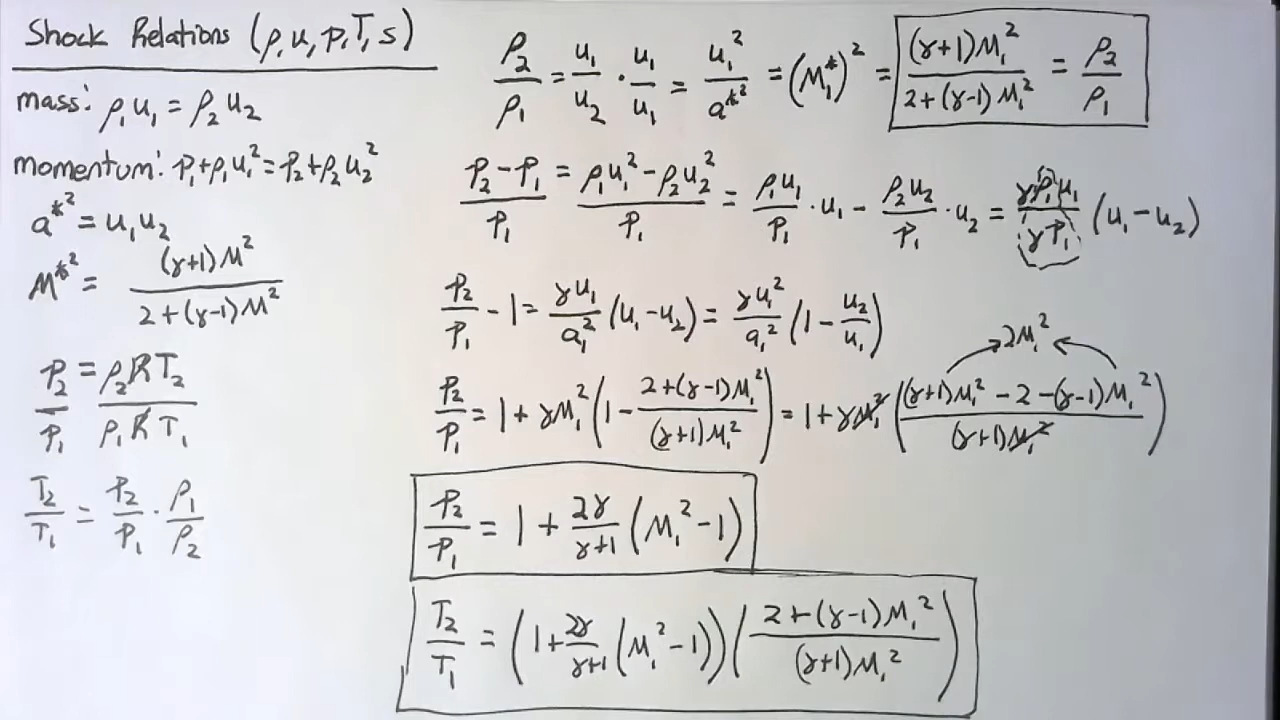 Shock Relations (ρ, u, p, T, s)
mass: ρ₁u₁ = ρ₂u₂
momentum: p₁+ρ₁u₁² = p₂+ρ₂u₂²
a*² = u₁u₂
M*² = (γ+1)M² / (2+(γ-1)M²)
p₂/p₁ = ρ₂RT₂ / ρ₁RT₁
T₂/T₁ = p₂/p₁ · ρ₁/ρ₂
ρ₂/ρ₁ = u₁/u₂ · u₁/u₁ = u₁²/a*² = (M₁*)² = (γ+1)M₁² / (2+(γ-1)M₁²) = ρ₂/ρ₁
(p₂-p₁)/p₁ = (ρ₁u₁²-ρ₂u₂²)/p₁ = ρ₁u₁/p₁ · u₁ - ρ₂u₂/p₁ · u₂ = γρ₁u₁/γp₁ (u₁-u₂)
p₂/p₁ - 1 = γu₁/a₁² (u₁-u₂) = γu₁²/a₁² (1 - u₂/u₁)
2M₁²
p₂/p₁ = 1 + γM₁² (1 - (2+(γ-1)M₁²)/((γ+1)M₁²)) = 1 + γM₁² (((γ+1)M₁² - 2 - (γ-1)M₁²)/((γ+1)M₁²))
p₂/p₁ = 1 + 2γ/(γ+1) (M₁²-1)
T₂/T₁ = (1 + 2γ/(γ+1) (M₁²-1)) ((2+(γ-1)M₁²)/((γ+1)M₁²))